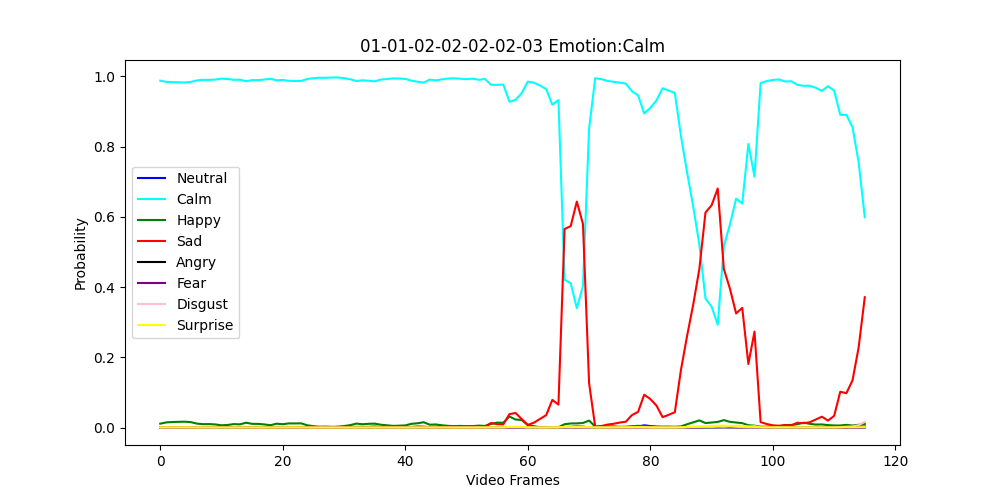 01-01-02-02-02-02-03 Emotion:Calm
Probability
1.0
0.8
0.6
0.4
0.2
0.0
Neutral
Calm
Happy
Sad
Angry
Fear
Disgust
Surprise
0 20 40 60 80 100 120
Video Frames